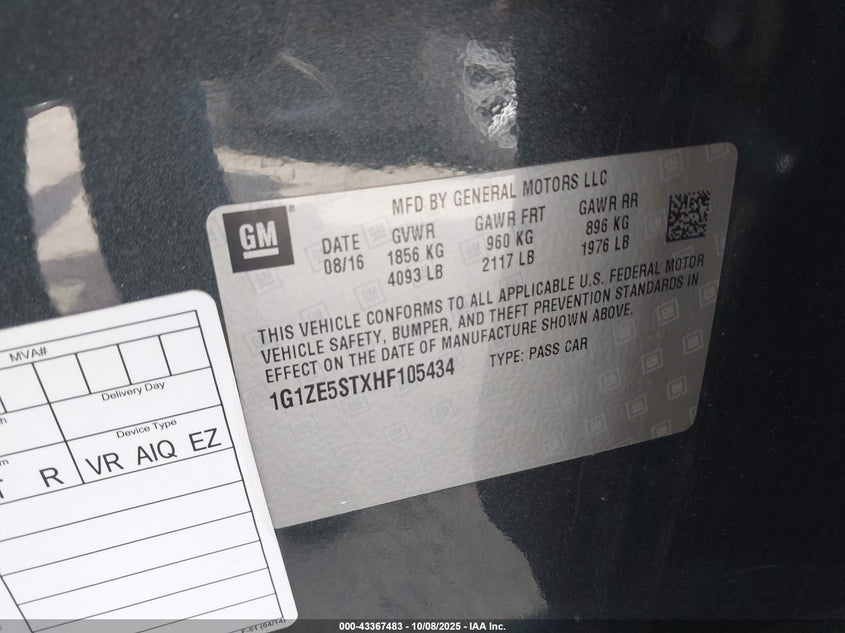 MFD BY GENERAL MOTORS LLC
GM
DATE GVWR GAWR FRT GAWR RR
08/16 1856 KG 960 KG 896 KG
4093 LB 2117 LB 1976 LB
THIS VEHICLE CONFORMS TO ALL APPLICABLE U.S. FEDERAL MOTOR
VEHICLE SAFETY, BUMPER, AND THEFT PREVENTION STANDARDS IN
EFFECT ON THE DATE OF MANUFACTURE SHOWN ABOVE.
1G1ZE5STXHF105434 TYPE: PASS CAR
MVA#
Delivery Day
Device Type
R VR AIQ EZ
E-51 (04/14)
000-43367483 - 10/08/2025 - IAA Inc.